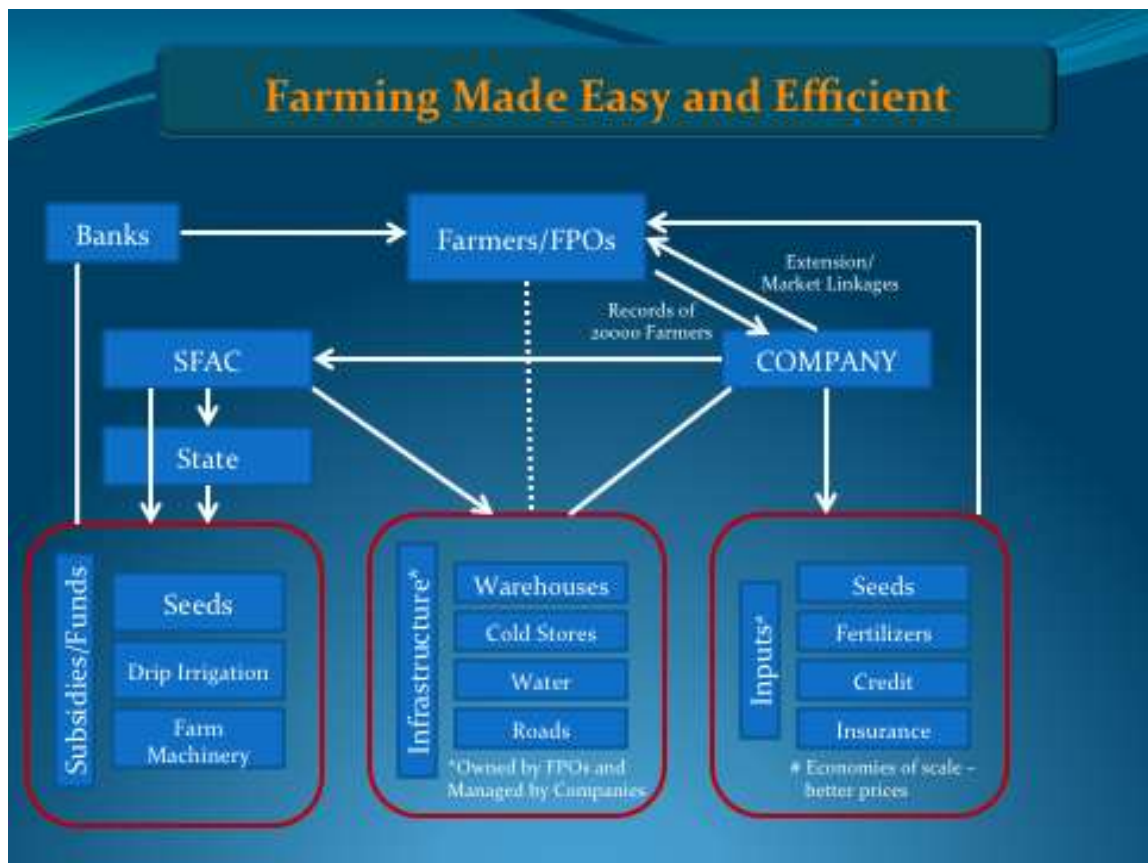 Farming Made Easy and Efficient
Banks
Farmers/FPOs
Extension/
Market Linkages
Records of
20000 Farmers
SFAC
COMPANY
State
Subsidies/Funds
Seeds
Drip Irrigation
Farm
Machinery
Infrastructure*
Warehouses
Cold Stores
Water
Roads
*Owned by FPOs and
Managed by Companies
Inputs#
Seeds
Fertilizers
Credit
Insurance
# Economies of scale –
better prices